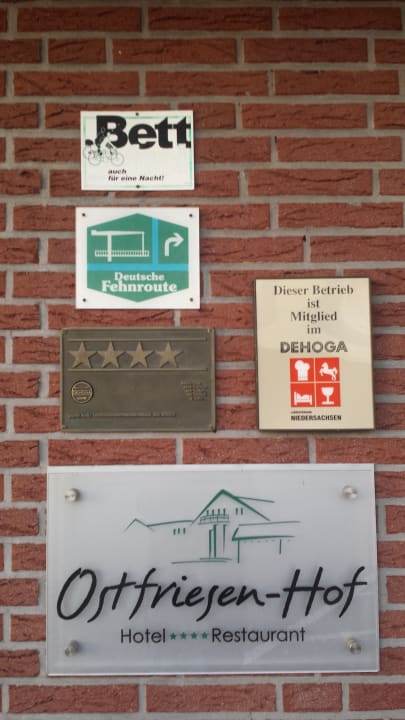 Bett
auch
für eine Nacht!
Deutsche
Fehnroute
Dieser Betrieb
ist
Mitglied
im
DEHOGA
NIEDERSACHSEN
Ostfriesen-Hof
Hotel ★★★★ Restaurant